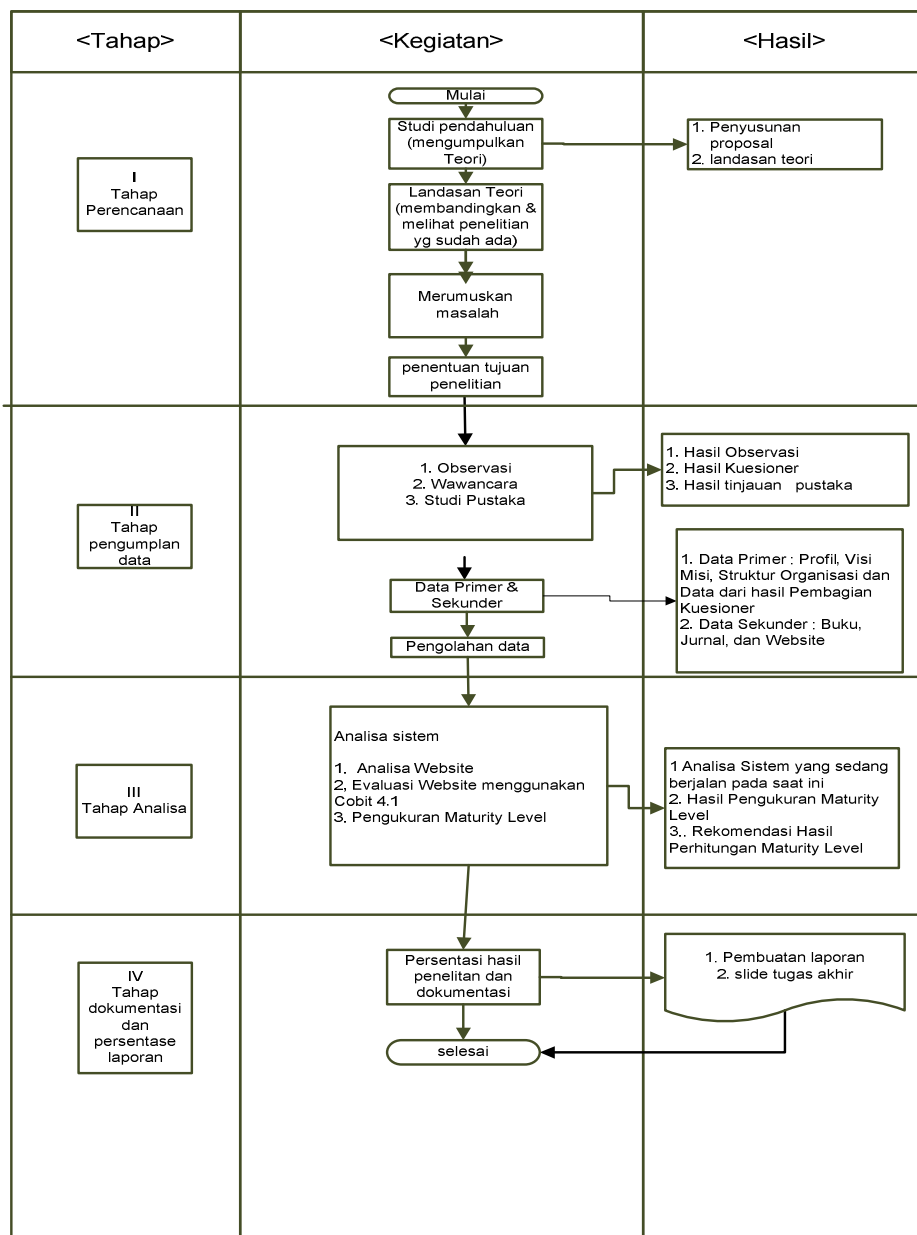 <Tahap>
<Kegiatan>
<Hasil>
I
Tahap
Perencanaan
Mulai
Studi pendahuluan
(mengumpulkan
Teori)
1. Penyusunan
proposal
2. landasan teori
Landasan Teori
(membandingkan &
melihat penelitian
yg sudah ada)
Merumuskan
masalah
penentuan tujuan
penelitian
II
Tahap
pengumplan
data
1. Observasi
2. Wawancara
3. Studi Pustaka
1. Hasil Observasi
2. Hasil Kuesioner
3. Hasil tinjauan pustaka
Data Primer &
Sekunder
1. Data Primer : Profil, Visi
Misi, Struktur Organisasi dan
Data dari hasil Pembagian
Kuesioner
2. Data Sekunder : Buku,
Jurnal, dan Website
Pengolahan data
III
Tahap Analisa
Analisa sistem
1. Analisa Website
2, Evaluasi Website menggunakan
Cobit 4.1
3. Pengukuran Maturity Level
1 Analisa Sistem yang sedang
berjalan pada saat ini
2. Hasil Pengukuran Maturity
Level
3.. Rekomendasi Hasil
Perhitungan Maturity Level
IV
Tahap
dokumentasi
dan
persentase
laporan
Persentasi hasil
penelitan dan
dokumentasi
1. Pembuatan laporan
2. slide tugas akhir
selesai